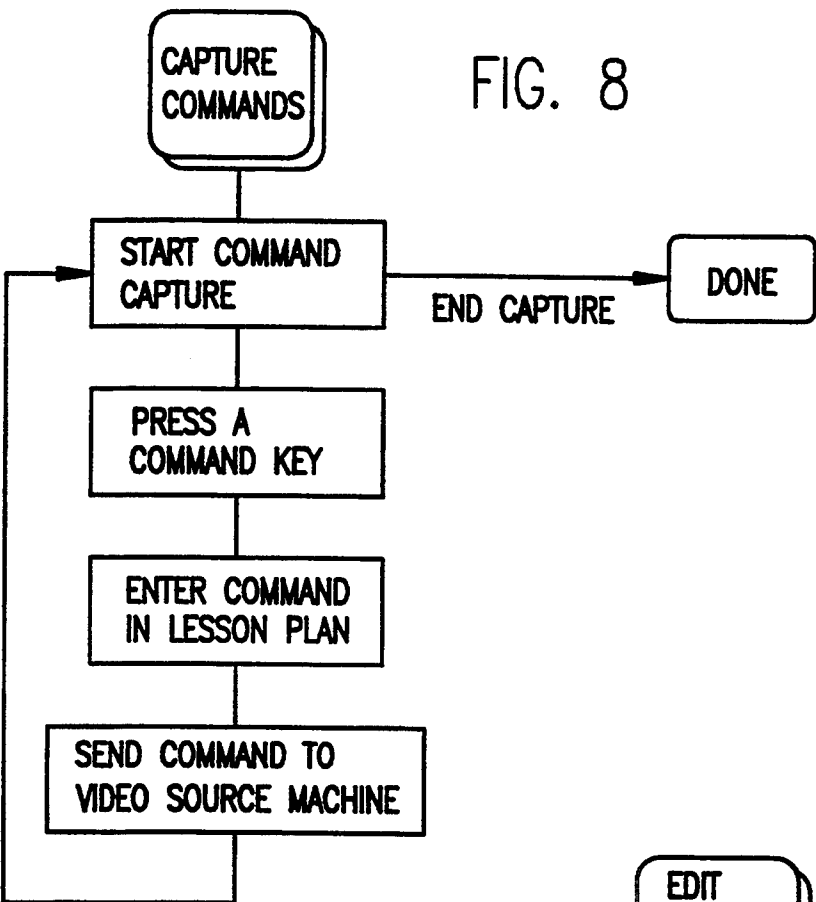 CAPTURE
COMMANDS
FIG. 8
START COMMAND
CAPTURE
END CAPTURE
DONE
PRESS A
COMMAND KEY
ENTER COMMAND
IN LESSON PLAN
SEND COMMAND TO
VIDEO SOURCE MACHINE
EDIT